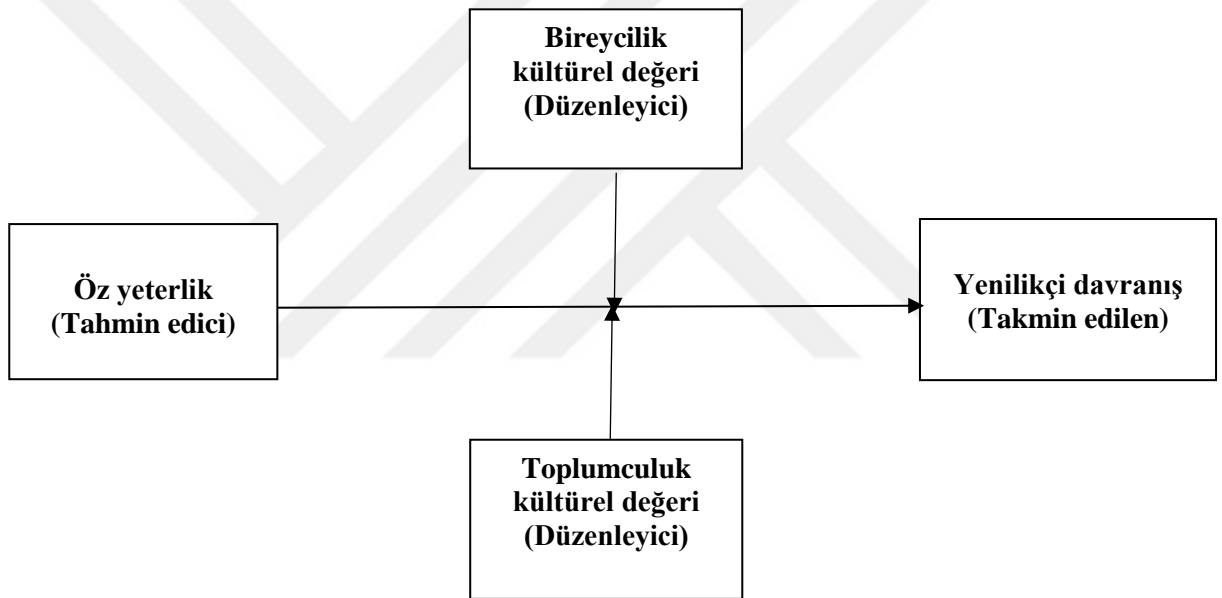 Bireycilik
kültürel değeri
(Düzenleyici)
Öz yeterlik
(Tahmin edici)
Yenilikçi davranış
(Takmin edilen)
Toplumculuk
kültürel değeri
(Düzenleyici)